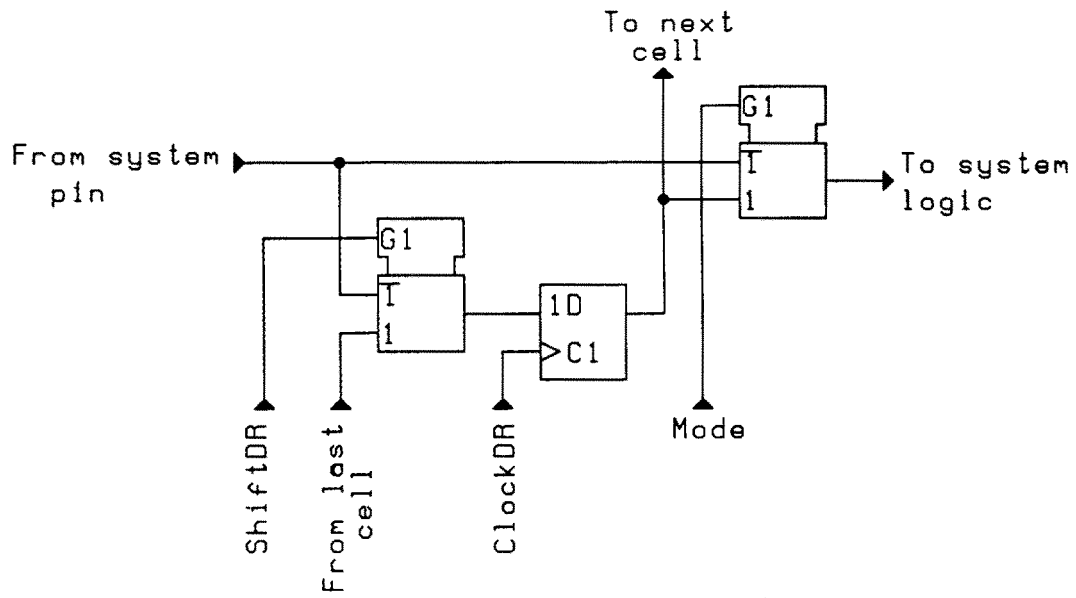 To next
cell
G1
From system
pin
1
1
To system
logic
G1
1
1
1D
C1
ShiftDR
From last
cell
ClockDR
Mode